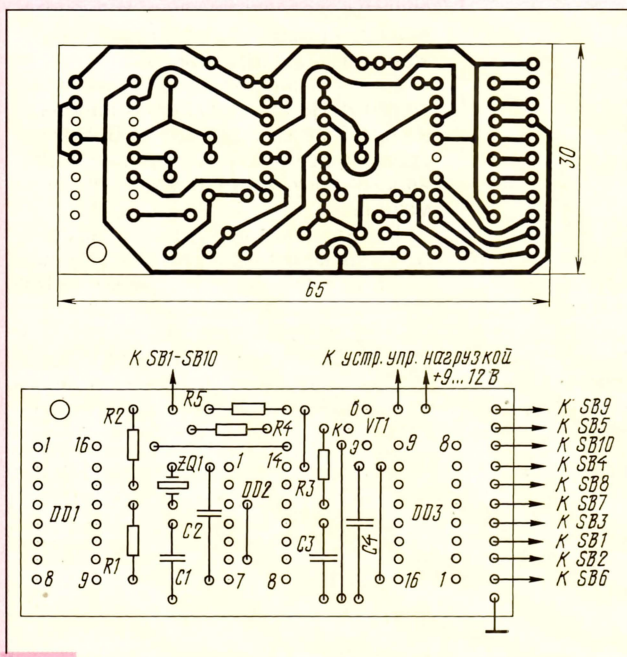 30
65
К SB1-SB10
К устр. упр. нагрузкой
+9...12 В
R5
К SB9
R2
б
К SB5
R4
К
VT1
1
16
э
9
8
К SB10
ZQ1
1
14
К SB4
R3
К SB8
DD1
C2
DD2
DD3
К SB7
К SB3
R1
C1
C3
C4
К SB1
К SB2
8
9
7
8
16
1
К SB6